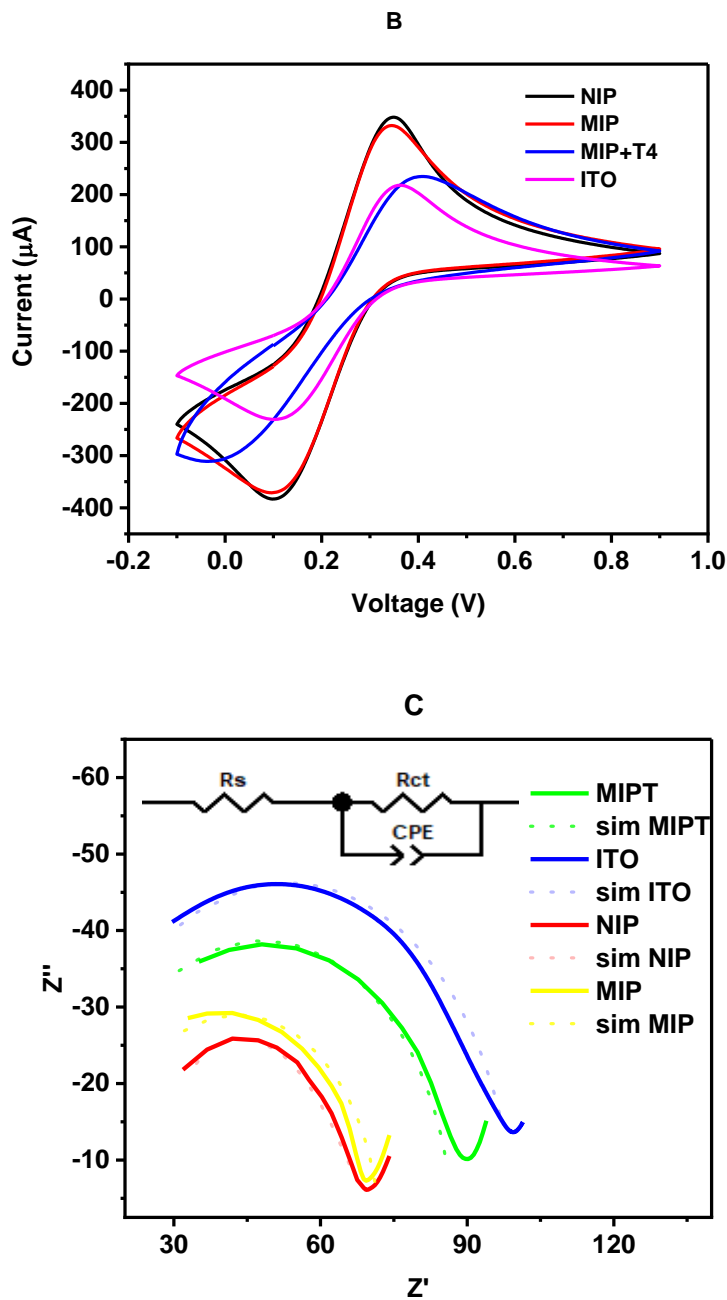 B
400
300
200
100
0
-100
-200
-300
-400
Current (μA)
NIP
MIP
MIP+T4
ITO
-0.2 0.0 0.2 0.4 0.6 0.8 1.0
Voltage (V)
C
-60
-50
-40
-30
-20
-10
Z''
Rs Rct
CPE
MIPT
sim MIPT
ITO
sim ITO
NIP
sim NIP
MIP
sim MIP
30 60 90 120
Z'